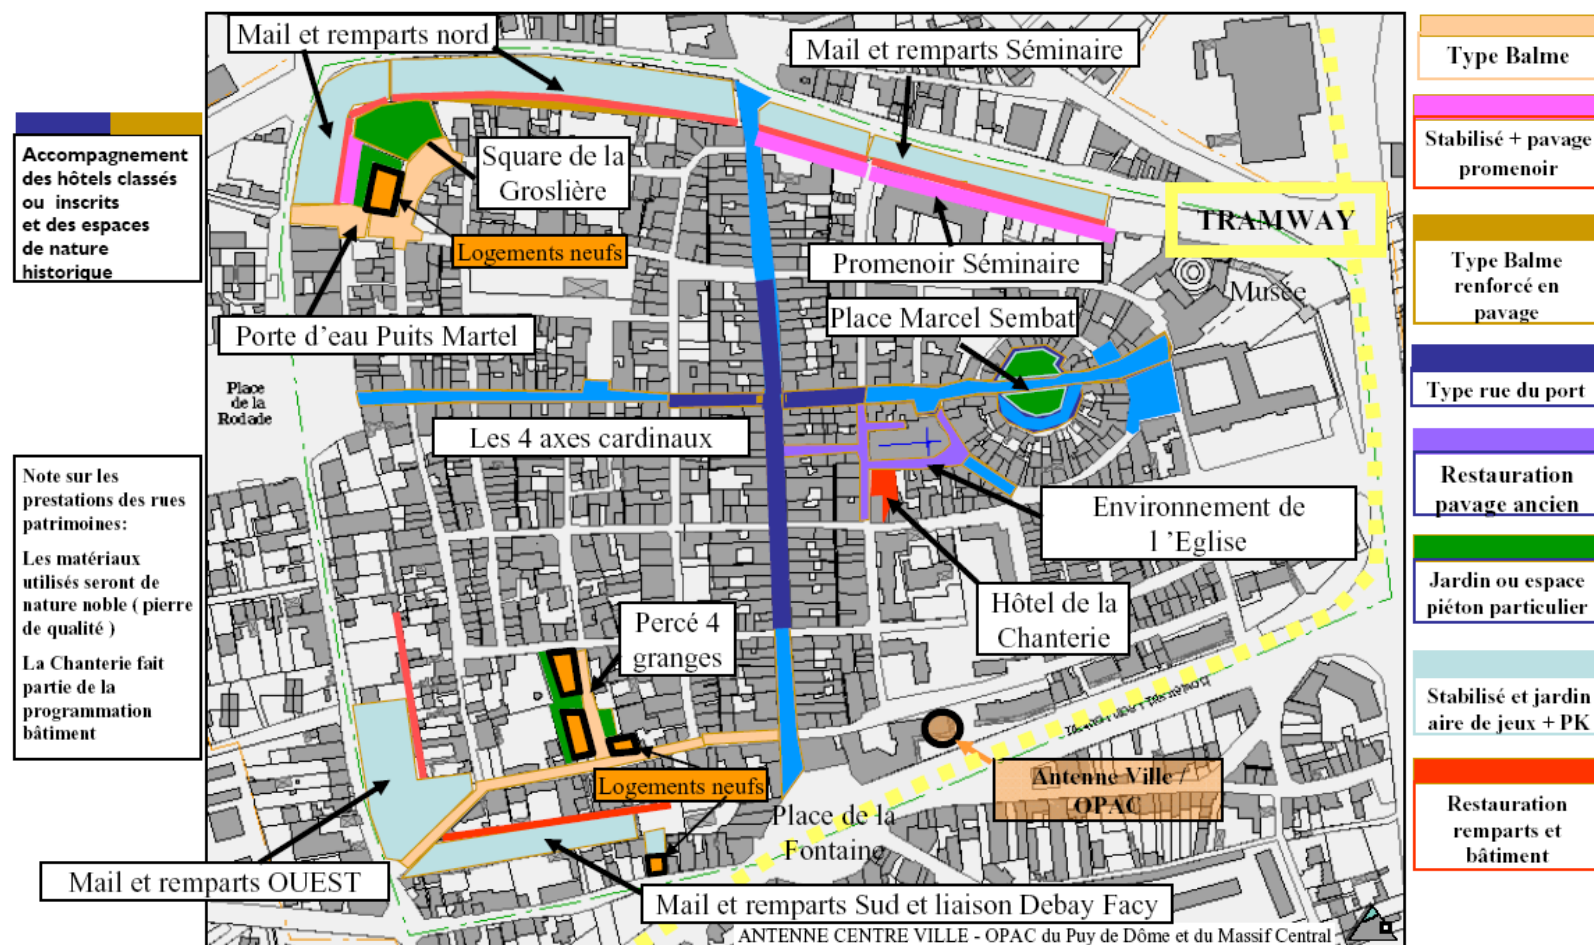 Mail et remparts nord
Mail et remparts Séminaire
Type Balme
Stabilisé + pavage
promenoir
Accompagnement
des hôtels classés
ou inscrits
et des espaces
de nature
historique
Square de la
Groslière
TRAMWAY
Logements neufs
Promenoir Séminaire
Musée
Type Balme
renforcé en
pavage
Porte d'eau Puits Martel
Place Marcel Sembat
Place
de la
Rodade
Type rue du port
Les 4 axes cardinaux
Note sur les
prestations des rues
patrimoines:
Les matériaux
utilisés seront de
nature noble ( pierre
de qualité )
La Chanterie fait
partie de la
programmation
bâtiment
Restauration
pavage ancien
Environnement de
l 'Eglise
Jardin ou espace
piéton particulier
Hôtel de la
Chanterie
Percé 4
granges
Stabilisé et jardin
aire de jeux + PK
Logements neufs
Antenne Ville /
OPAC
Place de la
Fontaine
Restauration
remparts et
bâtiment
Mail et remparts OUEST
Mail et remparts Sud et liaison Debay Facy
ANTENNE CENTRE VILLE - OPAC du Puy de Dôme et du Massif Central